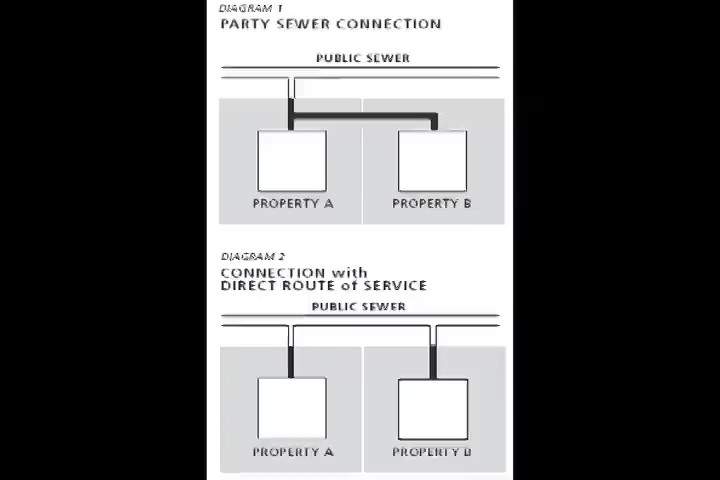 DIAGRAM 1
PARTY SEWER CONNECTION
PUBLIC SEWER
PROPERTY A
PROPERTY B
DIAGRAM 2
CONNECTION with
DIRECT ROUTE of SERVICE
PUBLIC SEWER
PROPERTY A
PROPERTY B